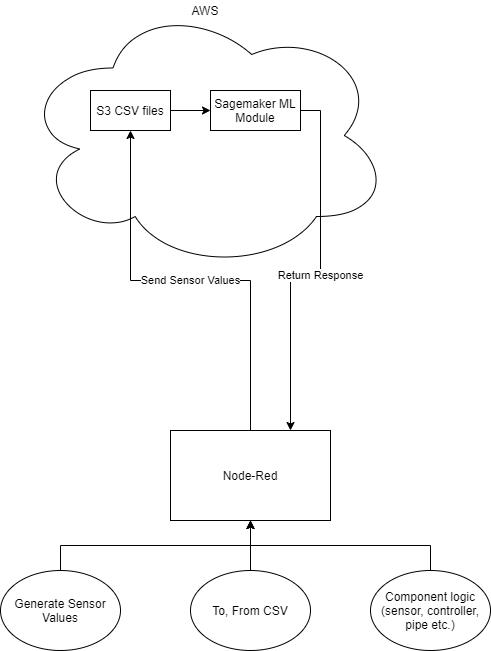 AWS
S3 CSV files
Sagemaker ML
Module
Send Sensor Values
Return Response
Node-Red
Generate Sensor
Values
To, From CSV
Component logic
(sensor, controller,
pipe etc.)